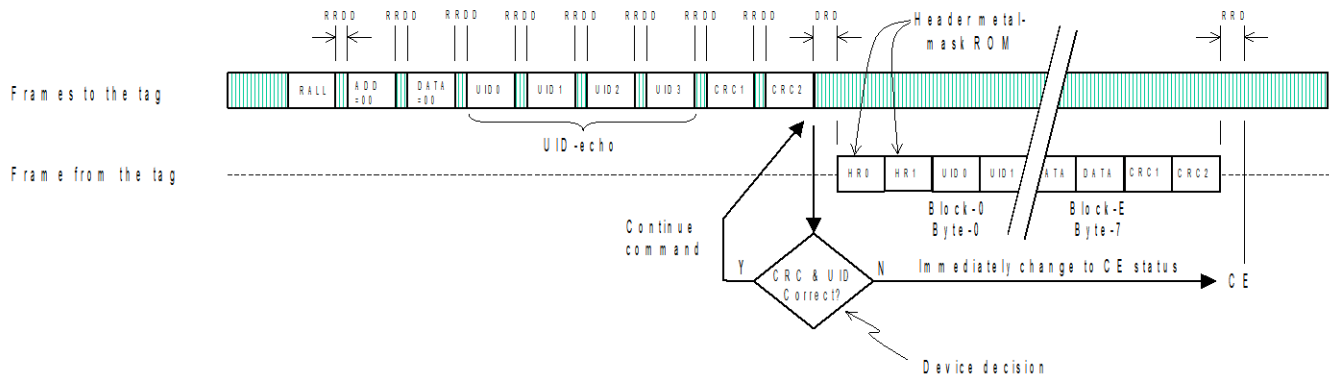 RRDD RRDD RRDD RRDD RRDD RRDD RRDD RRDD DRD RRD
Header metal-
mask ROM
Frames to the tag
RALL ADD DATA UID0 UID1 UID2 UID3 CRC1 CRC2
=00 =00
UID-echo
Frame from the tag
HR0 HR1 UID0 UID1 ATA DATA CRC1 CRC2
Block-0 Block-E
Byte-0 Byte-7
Continue
command
Y CRC & UID N Immediately change to CE status CE
Correct?
Device decision